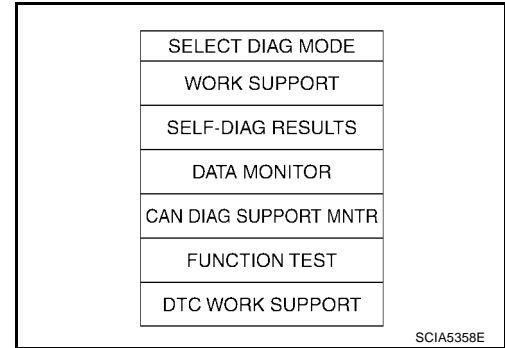 SELECT DIAG MODE
WORK SUPPORT
SELF-DIAG RESULTS
DATA MONITOR
CAN DIAG SUPPORT MNTR
FUNCTION TEST
DTC WORK SUPPORT
SCIA5358E